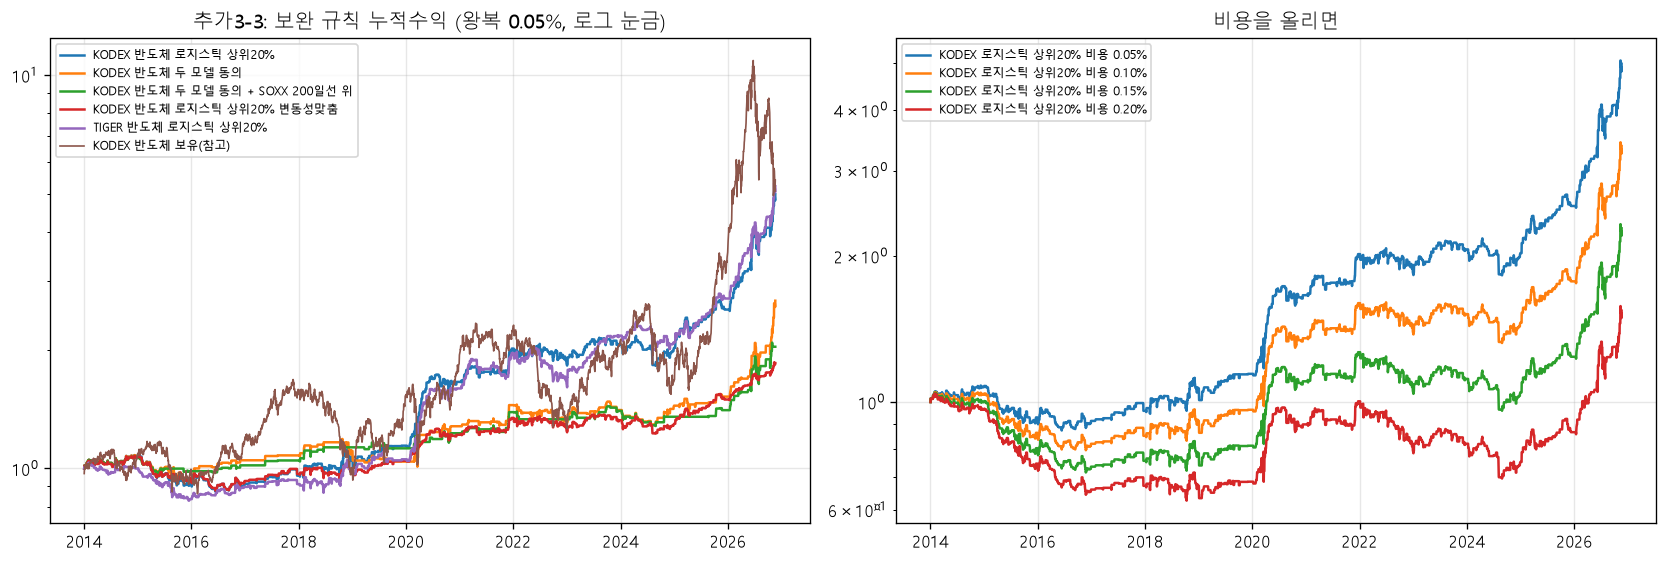 추가3-3: 보완 규칙 누적수익 (왕복 0.05%, 로그 눈금)
KODEX 반도체 로지스틱 상위20%
KODEX 반도체 두 모델 동의
KODEX 반도체 두 모델 동의 + SOXX 200일선 위
KODEX 반도체 로지스틱 상위20% 변동성맞춤
TIGER 반도체 로지스틱 상위20%
KODEX 반도체 보유(참고)
10¹
10⁰
2014 2016 2018 2020 2022 2024 2026
비용을 올리면
KODEX 로지스틱 상위20% 비용 0.05%
KODEX 로지스틱 상위20% 비용 0.10%
KODEX 로지스틱 상위20% 비용 0.15%
KODEX 로지스틱 상위20% 비용 0.20%
4 × 10⁰
3 × 10⁰
2 × 10⁰
10⁰
6 × 10¤¹
2014 2016 2018 2020 2022 2024 2026